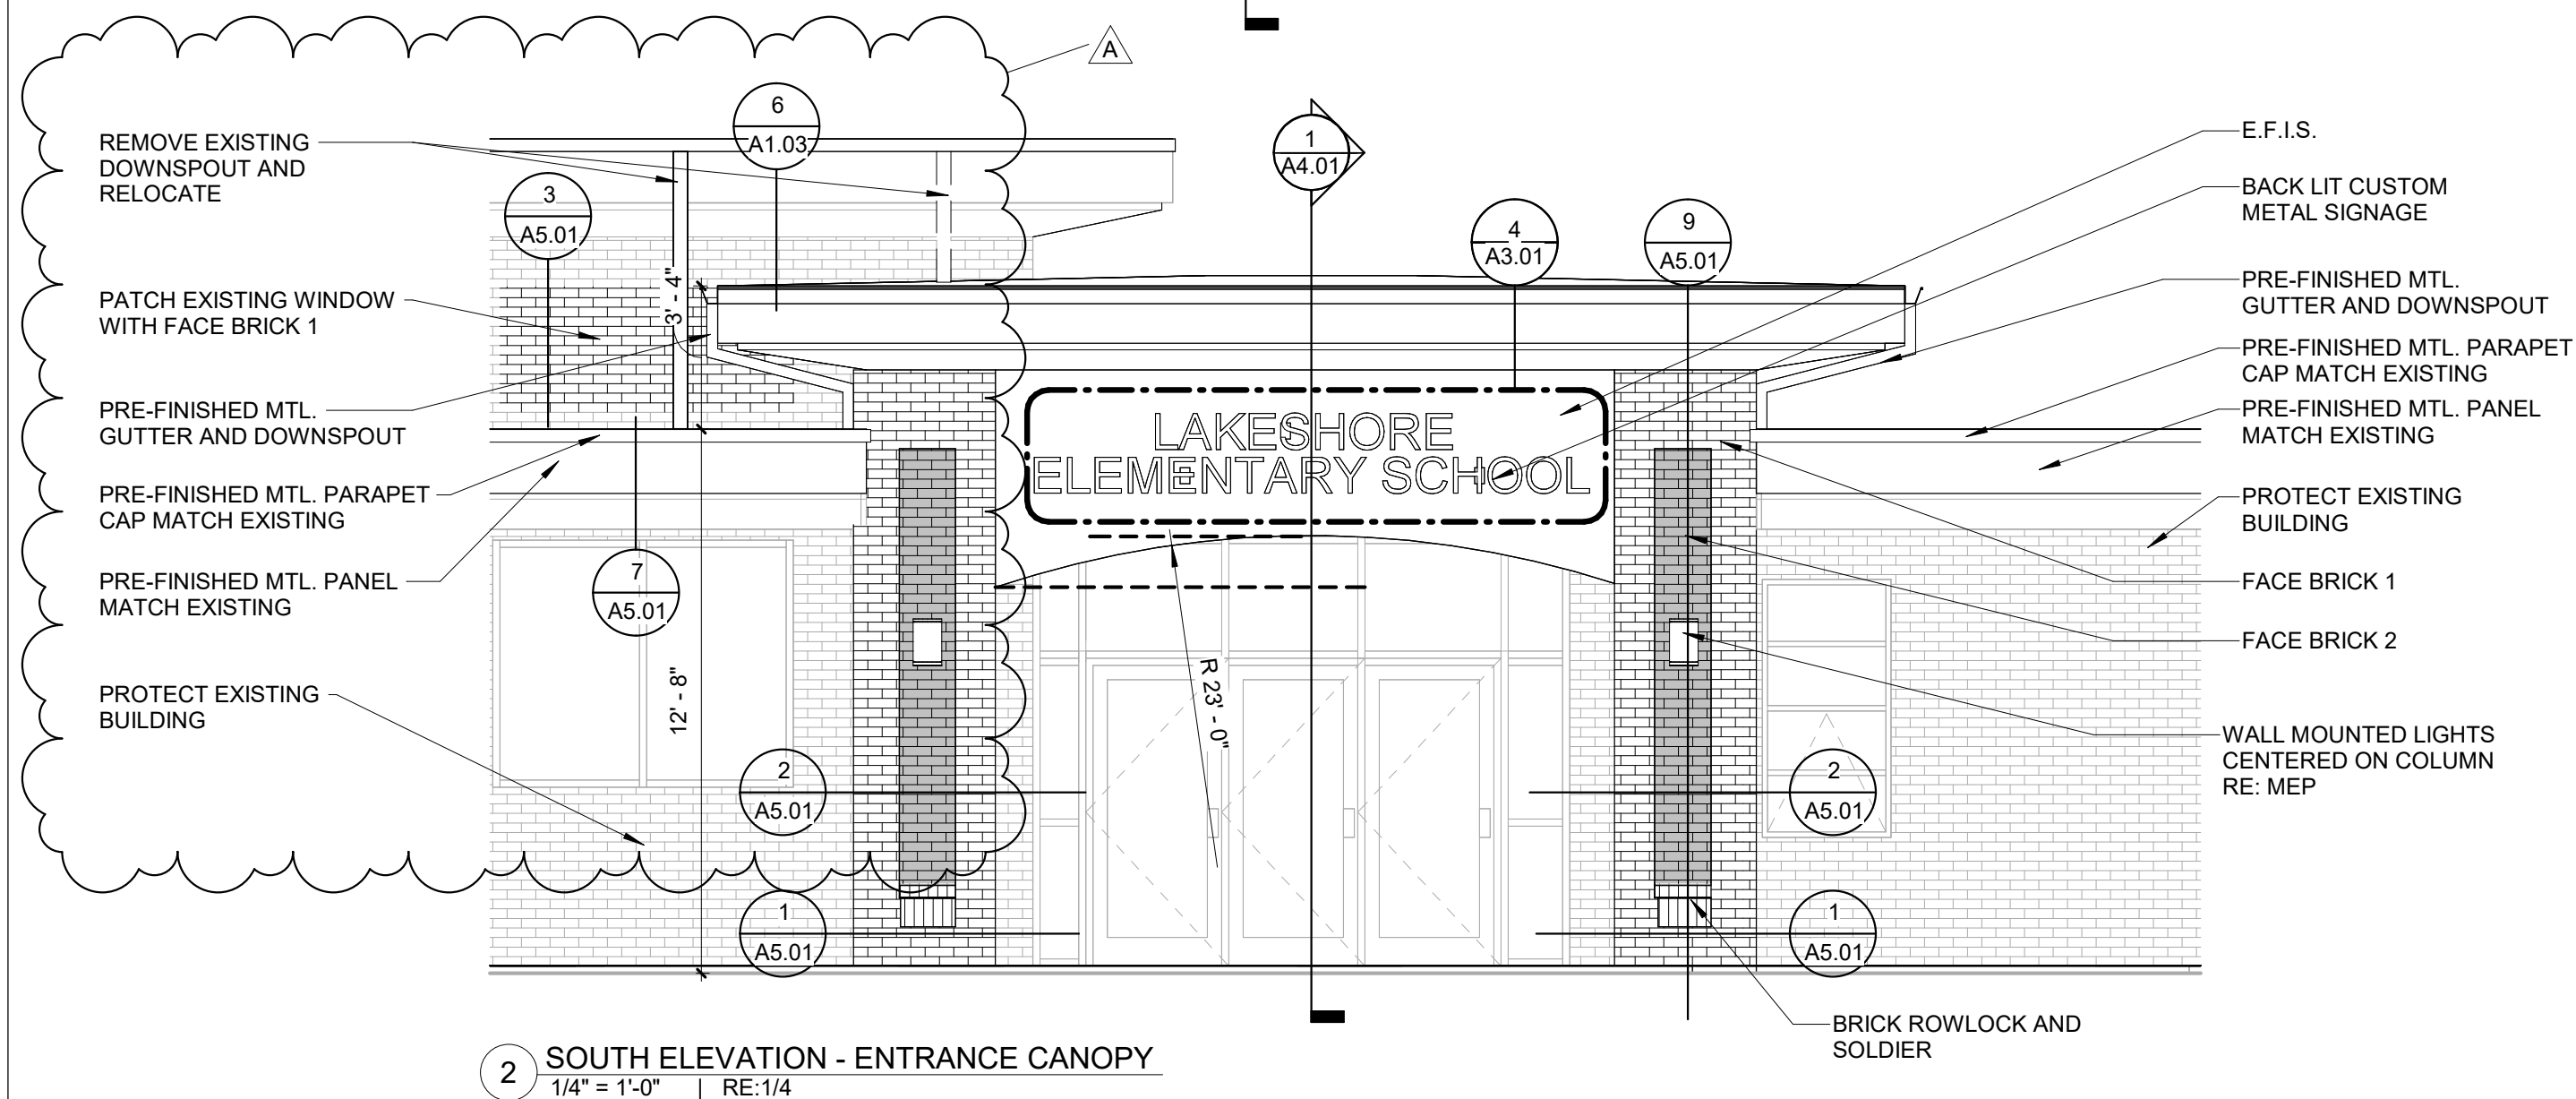 A
REMOVE EXISTING
DOWNSPOUT AND
RELOCATE
6
A1.03
3
A5.01
1
A4.01
4
A3.01
9
A5.01
E.F.I.S.
BACK LIT CUSTOM
METAL SIGNAGE
PATCH EXISTING WINDOW
WITH FACE BRICK 1
3' - 4"
PRE-FINISHED MTL.
GUTTER AND DOWNSPOUT
PRE-FINISHED MTL. PARAPET
CAP MATCH EXISTING
PRE-FINISHED MTL. PANEL
MATCH EXISTING
PRE-FINISHED MTL.
GUTTER AND DOWNSPOUT
LAKESHORE
ELEMENTARY SCHOOL
PRE-FINISHED MTL. PARAPET
CAP MATCH EXISTING
PROTECT EXISTING
BUILDING
PRE-FINISHED MTL. PANEL
MATCH EXISTING
7
A5.01
FACE BRICK 1
FACE BRICK 2
PROTECT EXISTING
BUILDING
12' - 8"
R 23' - 0"
WALL MOUNTED LIGHTS
CENTERED ON COLUMN
RE: MEP
2
A5.01
2
A5.01
1
A5.01
1
A5.01
BRICK ROWLOCK AND
SOLDIER
2
SOUTH ELEVATION - ENTRANCE CANOPY
1/4" = 1'-0" | RE:1/4